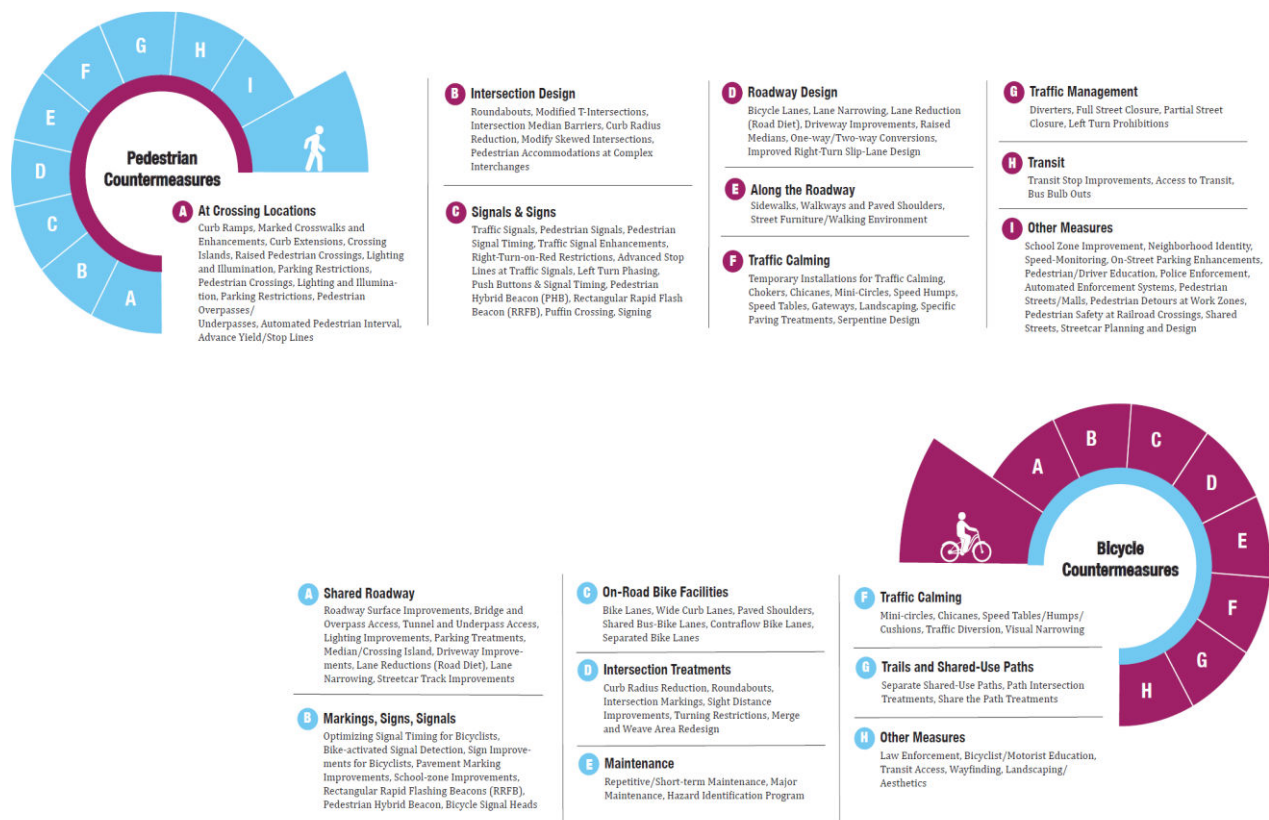 G
H
F
I
E
D
C
B
A
Pedestrian
Countermeasures
A At Crossing Locations
Curb Ramps, Marked Crosswalks and
Enhancements, Curb Extensions, Crossing
Islands, Raised Pedestrian Crossings, Lighting
and Illumination, Parking Restrictions,
Pedestrian Crossings, Lighting and Illumina-
tion, Parking Restrictions, Pedestrian
Overpasses/
Underpasses, Automated Pedestrian Interval,
Advance Yield/Stop Lines
B Intersection Design
Roundabouts, Modified T-Intersections,
Intersection Median Barriers, Curb Radius
Reduction, Modify Skewed Intersections,
Pedestrian Accommodations at Complex
Interchanges
C Signals & Signs
Traffic Signals, Pedestrian Signals, Pedestrian
Signal Timing, Traffic Signal Enhancements,
Right-Turn-on-Red Restrictions, Advanced Stop
Lines at Traffic Signals, Left Turn Phasing,
Push Buttons & Signal Timing, Pedestrian
Hybrid Beacon (PHB), Rectangular Rapid Flash
Beacon (RRFB), Puffin Crossing, Signing
D Roadway Design
Bicycle Lanes, Lane Narrowing, Lane Reduction
(Road Diet), Driveway Improvements, Raised
Medians, One-way/Two-way Conversions,
Improved Right-Turn Slip-Lane Design
E Along the Roadway
Sidewalks, Walkways and Paved Shoulders,
Street Furniture/Walking Environment
F Traffic Calming
Temporary Installations for Traffic Calming,
Chokers, Chicanes, Mini-Circles, Speed Humps,
Speed Tables, Gateways, Landscaping, Specific
Paving Treatments, Serpentine Design
G Traffic Management
Diverters, Full Street Closure, Partial Street
Closure, Left Turn Prohibitions
H Transit
Transit Stop Improvements, Access to Transit,
Bus Bulb Outs
I Other Measures
School Zone Improvement, Neighborhood Identity,
Speed-Monitoring, On-Street Parking Enhancements,
Pedestrian/Driver Education, Police Enforcement,
Automated Enforcement Systems, Pedestrian
Streets/Malls, Pedestrian Detours at Work Zones,
Pedestrian Safety at Railroad Crossings, Shared
Streets, Streetcar Planning and Design
A
B
C
D
E
F
G
H
Bicycle
Countermeasures
A Shared Roadway
Roadway Surface Improvements, Bridge and
Overpass Access, Tunnel and Underpass Access,
Lighting Improvements, Parking Treatments,
Median/Crossing Island, Driveway Improve-
ments, Lane Reductions (Road Diet), Lane
Narrowing, Streetcar Track Improvements
B Markings, Signs, Signals
Optimizing Signal Timing for Bicyclists,
Bike-activated Signal Detection, Sign Improve-
ments for Bicyclists, Pavement Marking
Improvements, School-zone Improvements,
Rectangular Rapid Flashing Beacons (RRFB),
Pedestrian Hybrid Beacon, Bicycle Signal Heads
C On-Road Bike Facilities
Bike Lanes, Wide Curb Lanes, Paved Shoulders,
Shared Bus-Bike Lanes, Contraflow Bike Lanes,
Separated Bike Lanes
D Intersection Treatments
Curb Radius Reduction, Roundabouts,
Intersection Markings, Sight Distance
Improvements, Turning Restrictions, Merge
and Weave Area Redesign
E Maintenance
Repetitive/Short-term Maintenance, Major
Maintenance, Hazard Identification Program
F Traffic Calming
Mini-circles, Chicanes, Speed Tables/Humps/
Cushions, Traffic Diversion, Visual Narrowing
G Trails and Shared-Use Paths
Separate Shared-Use Paths, Path Intersection
Treatments, Share the Path Treatments
H Other Measures
Law Enforcement, Bicyclist/Motorist Education,
Transit Access, Wayfinding, Landscaping/
Aesthetics